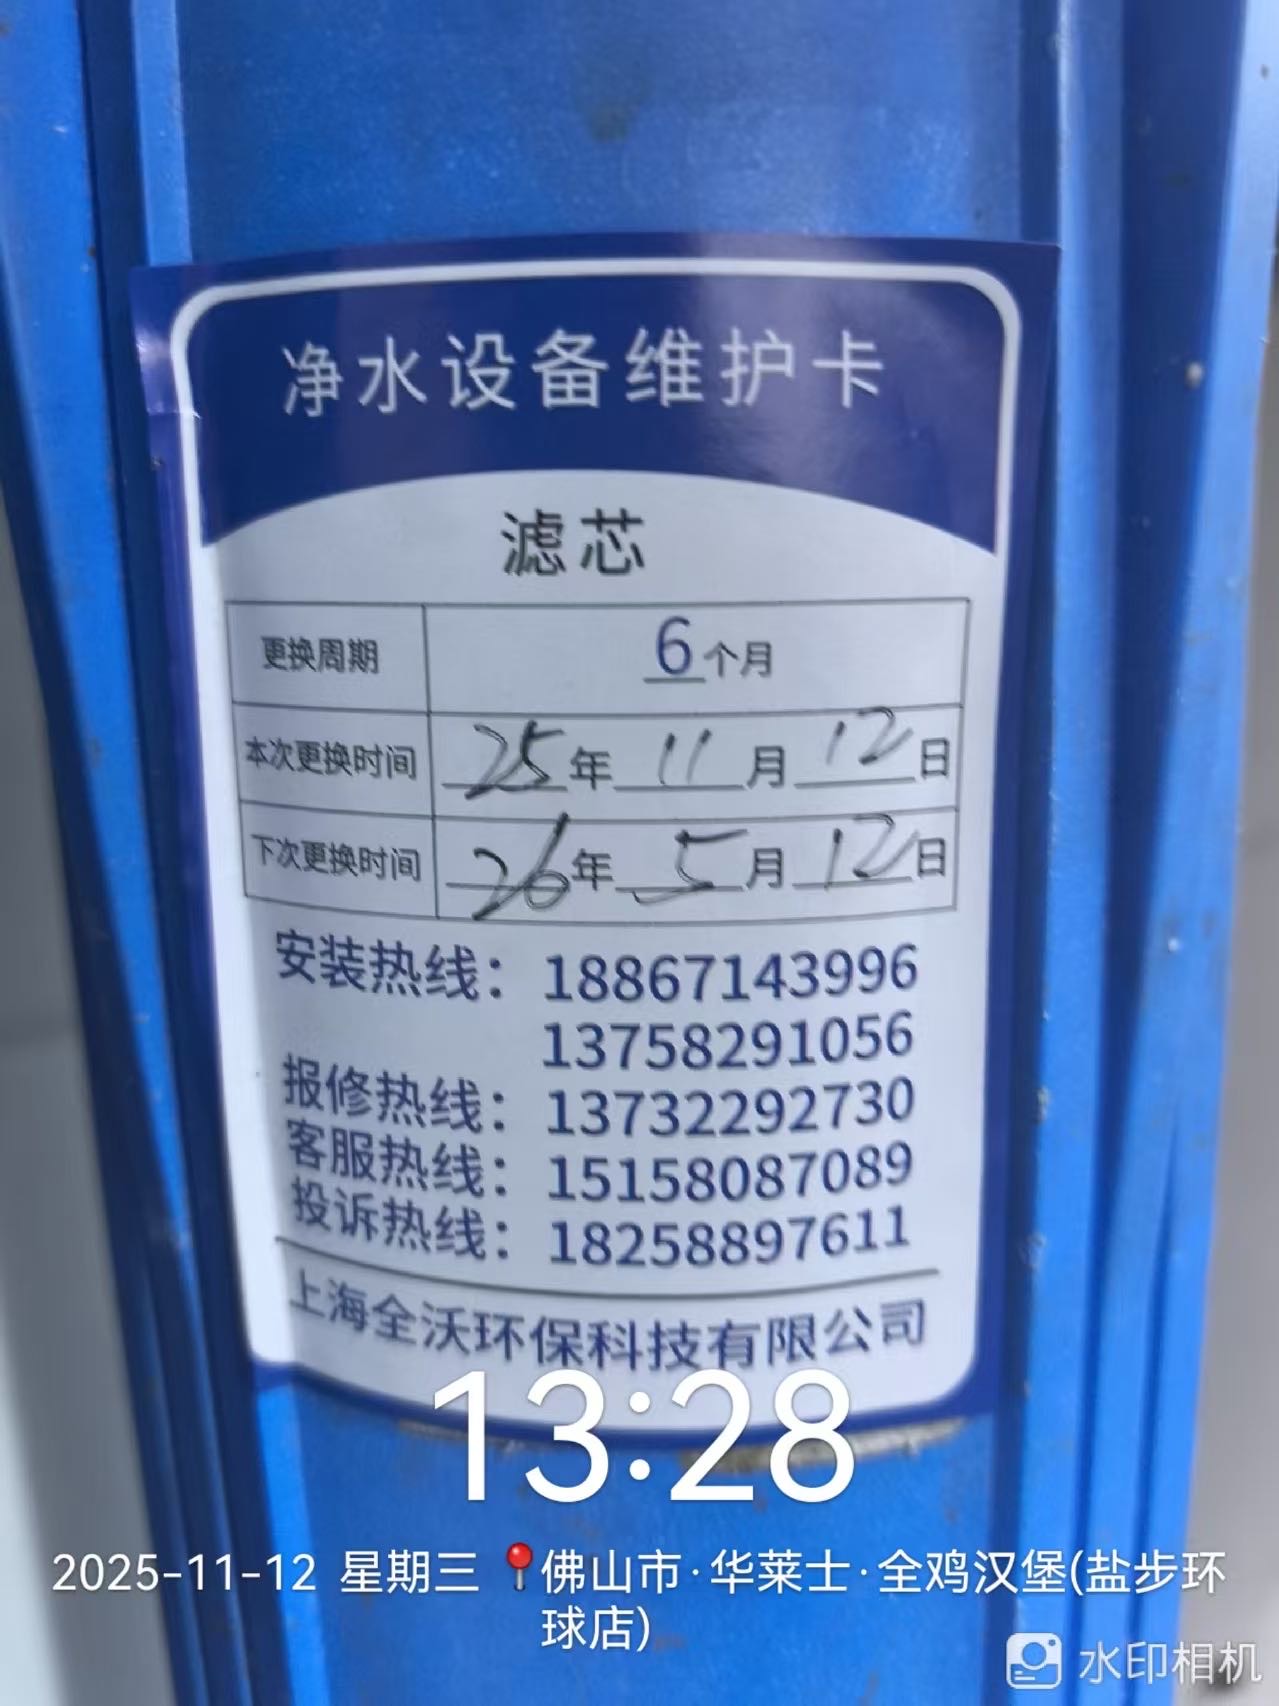 净水设备维护卡
滤芯
更换周期 6个月
本次更换时间 25年11月12日
下次更换时间 26年5月12日
安装热线：18867143996
13758291056
报修热线：13732292730
客服热线：15158087089
投诉热线：18258897611
上海全沃环保科技有限公司
13:28
2025-11-12 星期三 佛山市·华莱士·全鸡汉堡(盐步环
球店)
水印相机